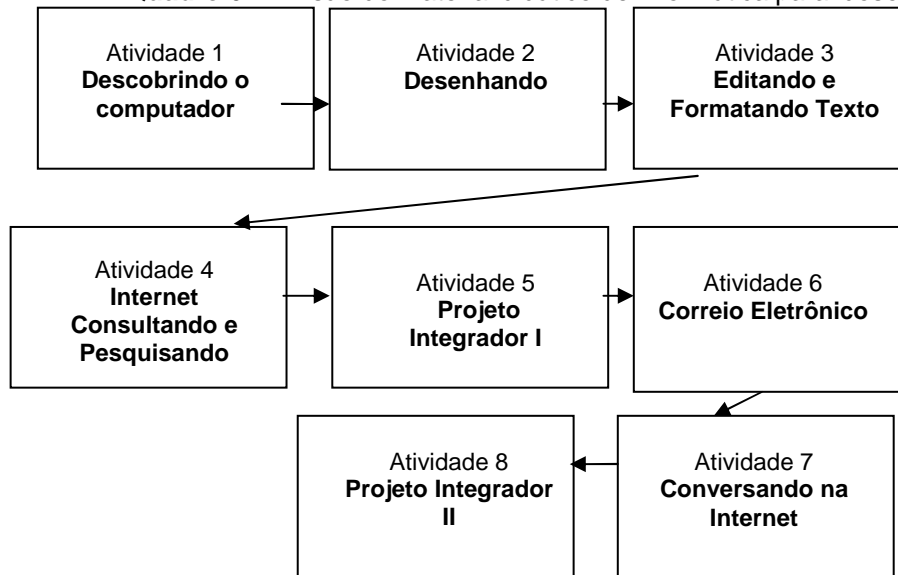 Atividade 1
Descobrindo o
computador
Atividade 2
Desenhando
Atividade 3
Editando e
Formatando Texto
Atividade 4
Internet
Consultando e
Pesquisando
Atividade 5
Projeto
Integrador I
Atividade 6
Correio Eletrônico
Atividade 8
Projeto Integrador
II
Atividade 7
Conversando na
Internet